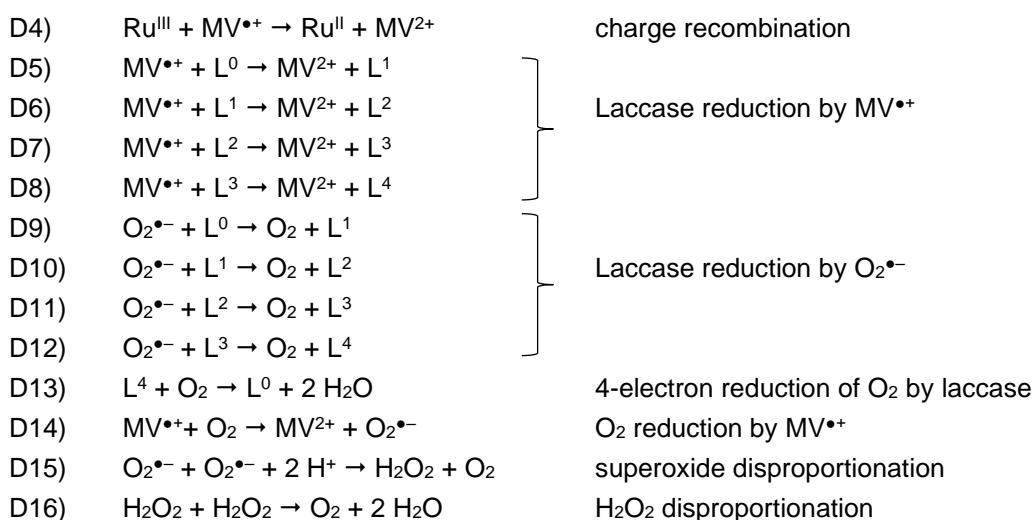 D4) Ruᴵᴵᴵ + MV•⁺ → Ruᴵᴵ + MV²⁺ charge recombination
D5) MV•⁺ + L⁰ → MV²⁺ + L¹
D6) MV•⁺ + L¹ → MV²⁺ + L² Laccase reduction by MV•⁺
D7) MV•⁺ + L² → MV²⁺ + L³
D8) MV•⁺ + L³ → MV²⁺ + L⁴
D9) O₂•⁻ + L⁰ → O₂ + L¹
D10) O₂•⁻ + L¹ → O₂ + L² Laccase reduction by O₂•⁻
D11) O₂•⁻ + L² → O₂ + L³
D12) O₂•⁻ + L³ → O₂ + L⁴
D13) L⁴ + O₂ → L⁰ + 2 H₂O 4-electron reduction of O₂ by laccase
D14) MV•⁺+ O₂ → MV²⁺ + O₂•⁻ O₂ reduction by MV•⁺
D15) O₂•⁻ + O₂•⁻ + 2 H⁺ → H₂O₂ + O₂ superoxide disproportionation
D16) H₂O₂ + H₂O₂ → O₂ + 2 H₂O H₂O₂ disproportionation